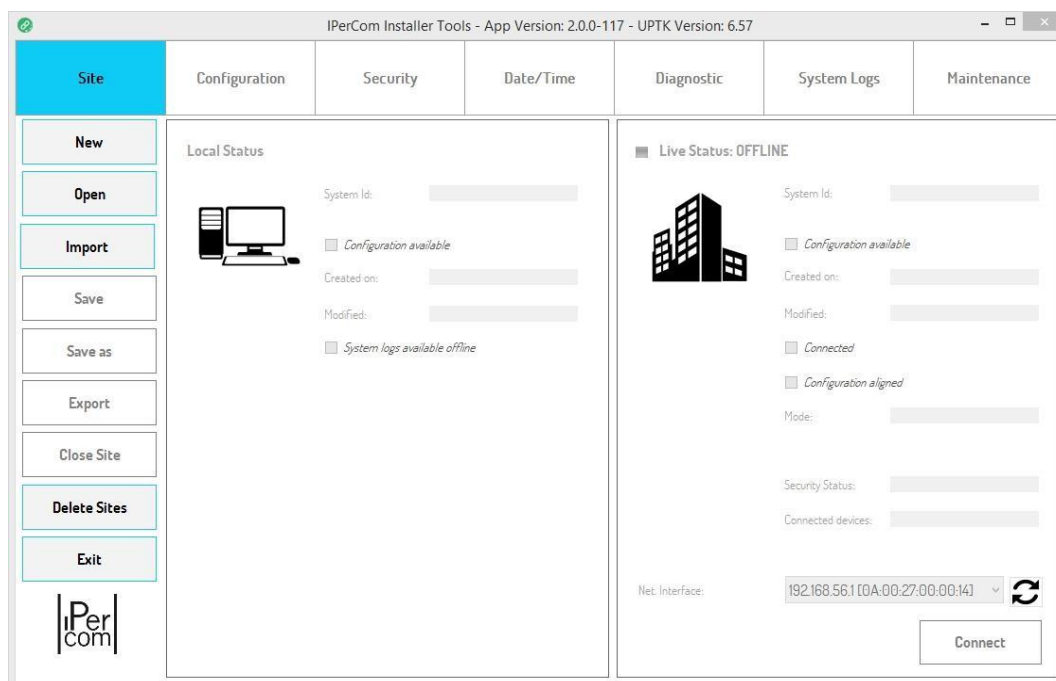 IPerCom Installer Tools - App Version: 2.0.0-117 - UPTK Version: 6.57
Site
Configuration
Security
Date/Time
Diagnostic
System Logs
Maintenance
New
Open
Import
Save
Save as
Export
Close Site
Delete Sites
Exit
IPer
com
Local Status
System Id:
Configuration available
Created on:
Modified:
System logs available offline
Live Status: OFFLINE
System Id:
Configuration available
Created on:
Modified:
Connected
Configuration aligned
Mode:
Security Status:
Connected devices:
Net. Interface:
192.168.56.1 [0A:00:27:00:00:14]
Connect